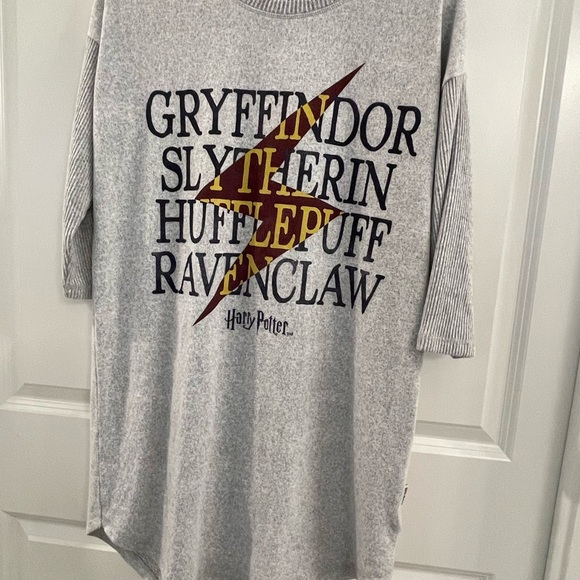 GRYFFINDOR
SLYTHERIN
HUFFLEPUFF
RAVENCLAW
Harry Potter